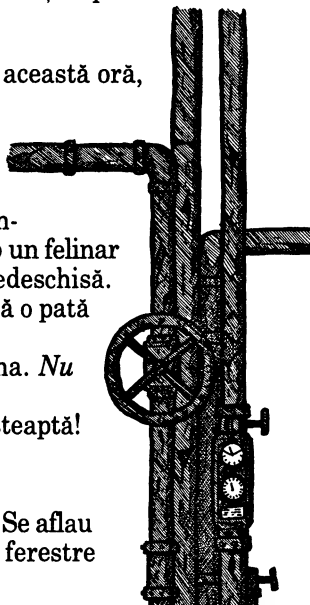 această oră,
n-
un felinar
edeschisă.
ă o pată
na. Nu
teaptă!
Se aflau
ferestre